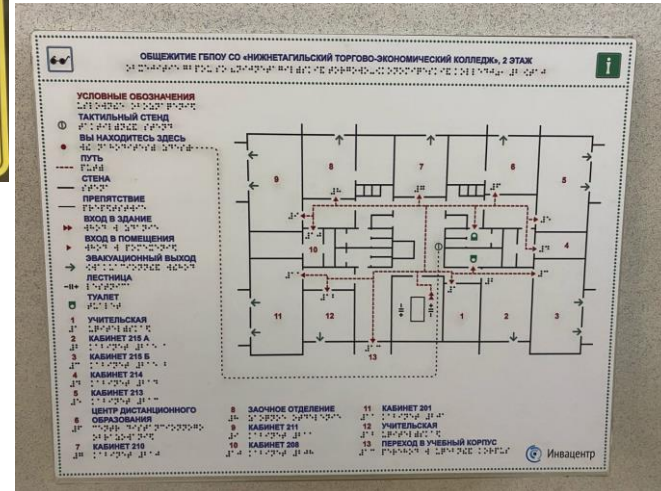 ОБЩЕЖИТИЕ ГБПОУ СО «НИЖНЕТАГИЛЬСКИЙ ТОРГОВО-ЭКОНОМИЧЕСКИЙ КОЛЛЕДЖ», 2 ЭТАЖ
i
УСЛОВНЫЕ ОБОЗНАЧЕНИЯ
ТАКТИЛЬНЫЙ СТЕНД
ВЫ НАХОДИТЕСЬ ЗДЕСЬ
ПУТЬ
СТЕНА
ПРЕПЯТСТВИЕ
ВХОД В ЗДАНИЕ
ВХОД В ПОМЕЩЕНИЯ
ЭВАКУАЦИОННЫЙ ВЫХОД
ЛЕСТНИЦА
ТУАЛЕТ
1 УЧИТЕЛЬСКАЯ
2 КАБИНЕТ 215 А
3 КАБИНЕТ 215 Б
4 КАБИНЕТ 214
5 КАБИНЕТ 213
6 ЦЕНТР ДИСТАНЦИОННОГО
ОБРАЗОВАНИЯ
7 КАБИНЕТ 210
8 ЗАОЧНОЕ ОТДЕЛЕНИЕ
9 КАБИНЕТ 211
10 КАБИНЕТ 208
11 КАБИНЕТ 201
12 УЧИТЕЛЬСКАЯ
13 ПЕРЕХОД В УЧЕБНЫЙ КОРПУС
9
8
7
6
5
10
4
11
12
1
2
3
13
Инвацентр